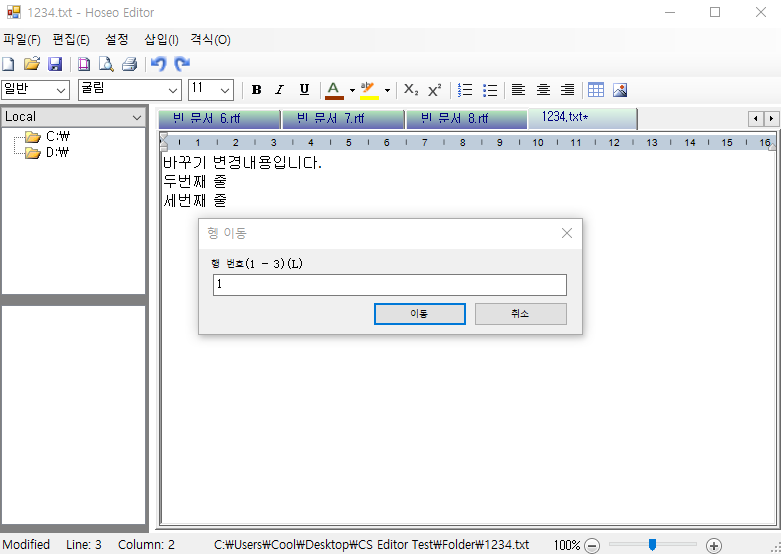 1234.txt - Hoseo Editor
파일(F) 편집(E) 설정 삽입(I) 격식(O)
일반 굴림 11 B I U A ab X₂ X²
Local 빈 문서 6.rtf 빈 문서 7.rtf 빈 문서 8.rtf 1234.txt*
1 2 3 4 5 6 7 8 9 10 11 12 13 14 15 16
C:₩
D:₩
바꾸기 변경내용입니다.
두번째 줄
세번째 줄
행 이동
행 번호(1 - 3)(L)
1
이동 취소
Modified Line: 3 Column: 2 C:₩Users₩Cool₩Desktop₩CS Editor Test₩Folder₩1234.txt 100%